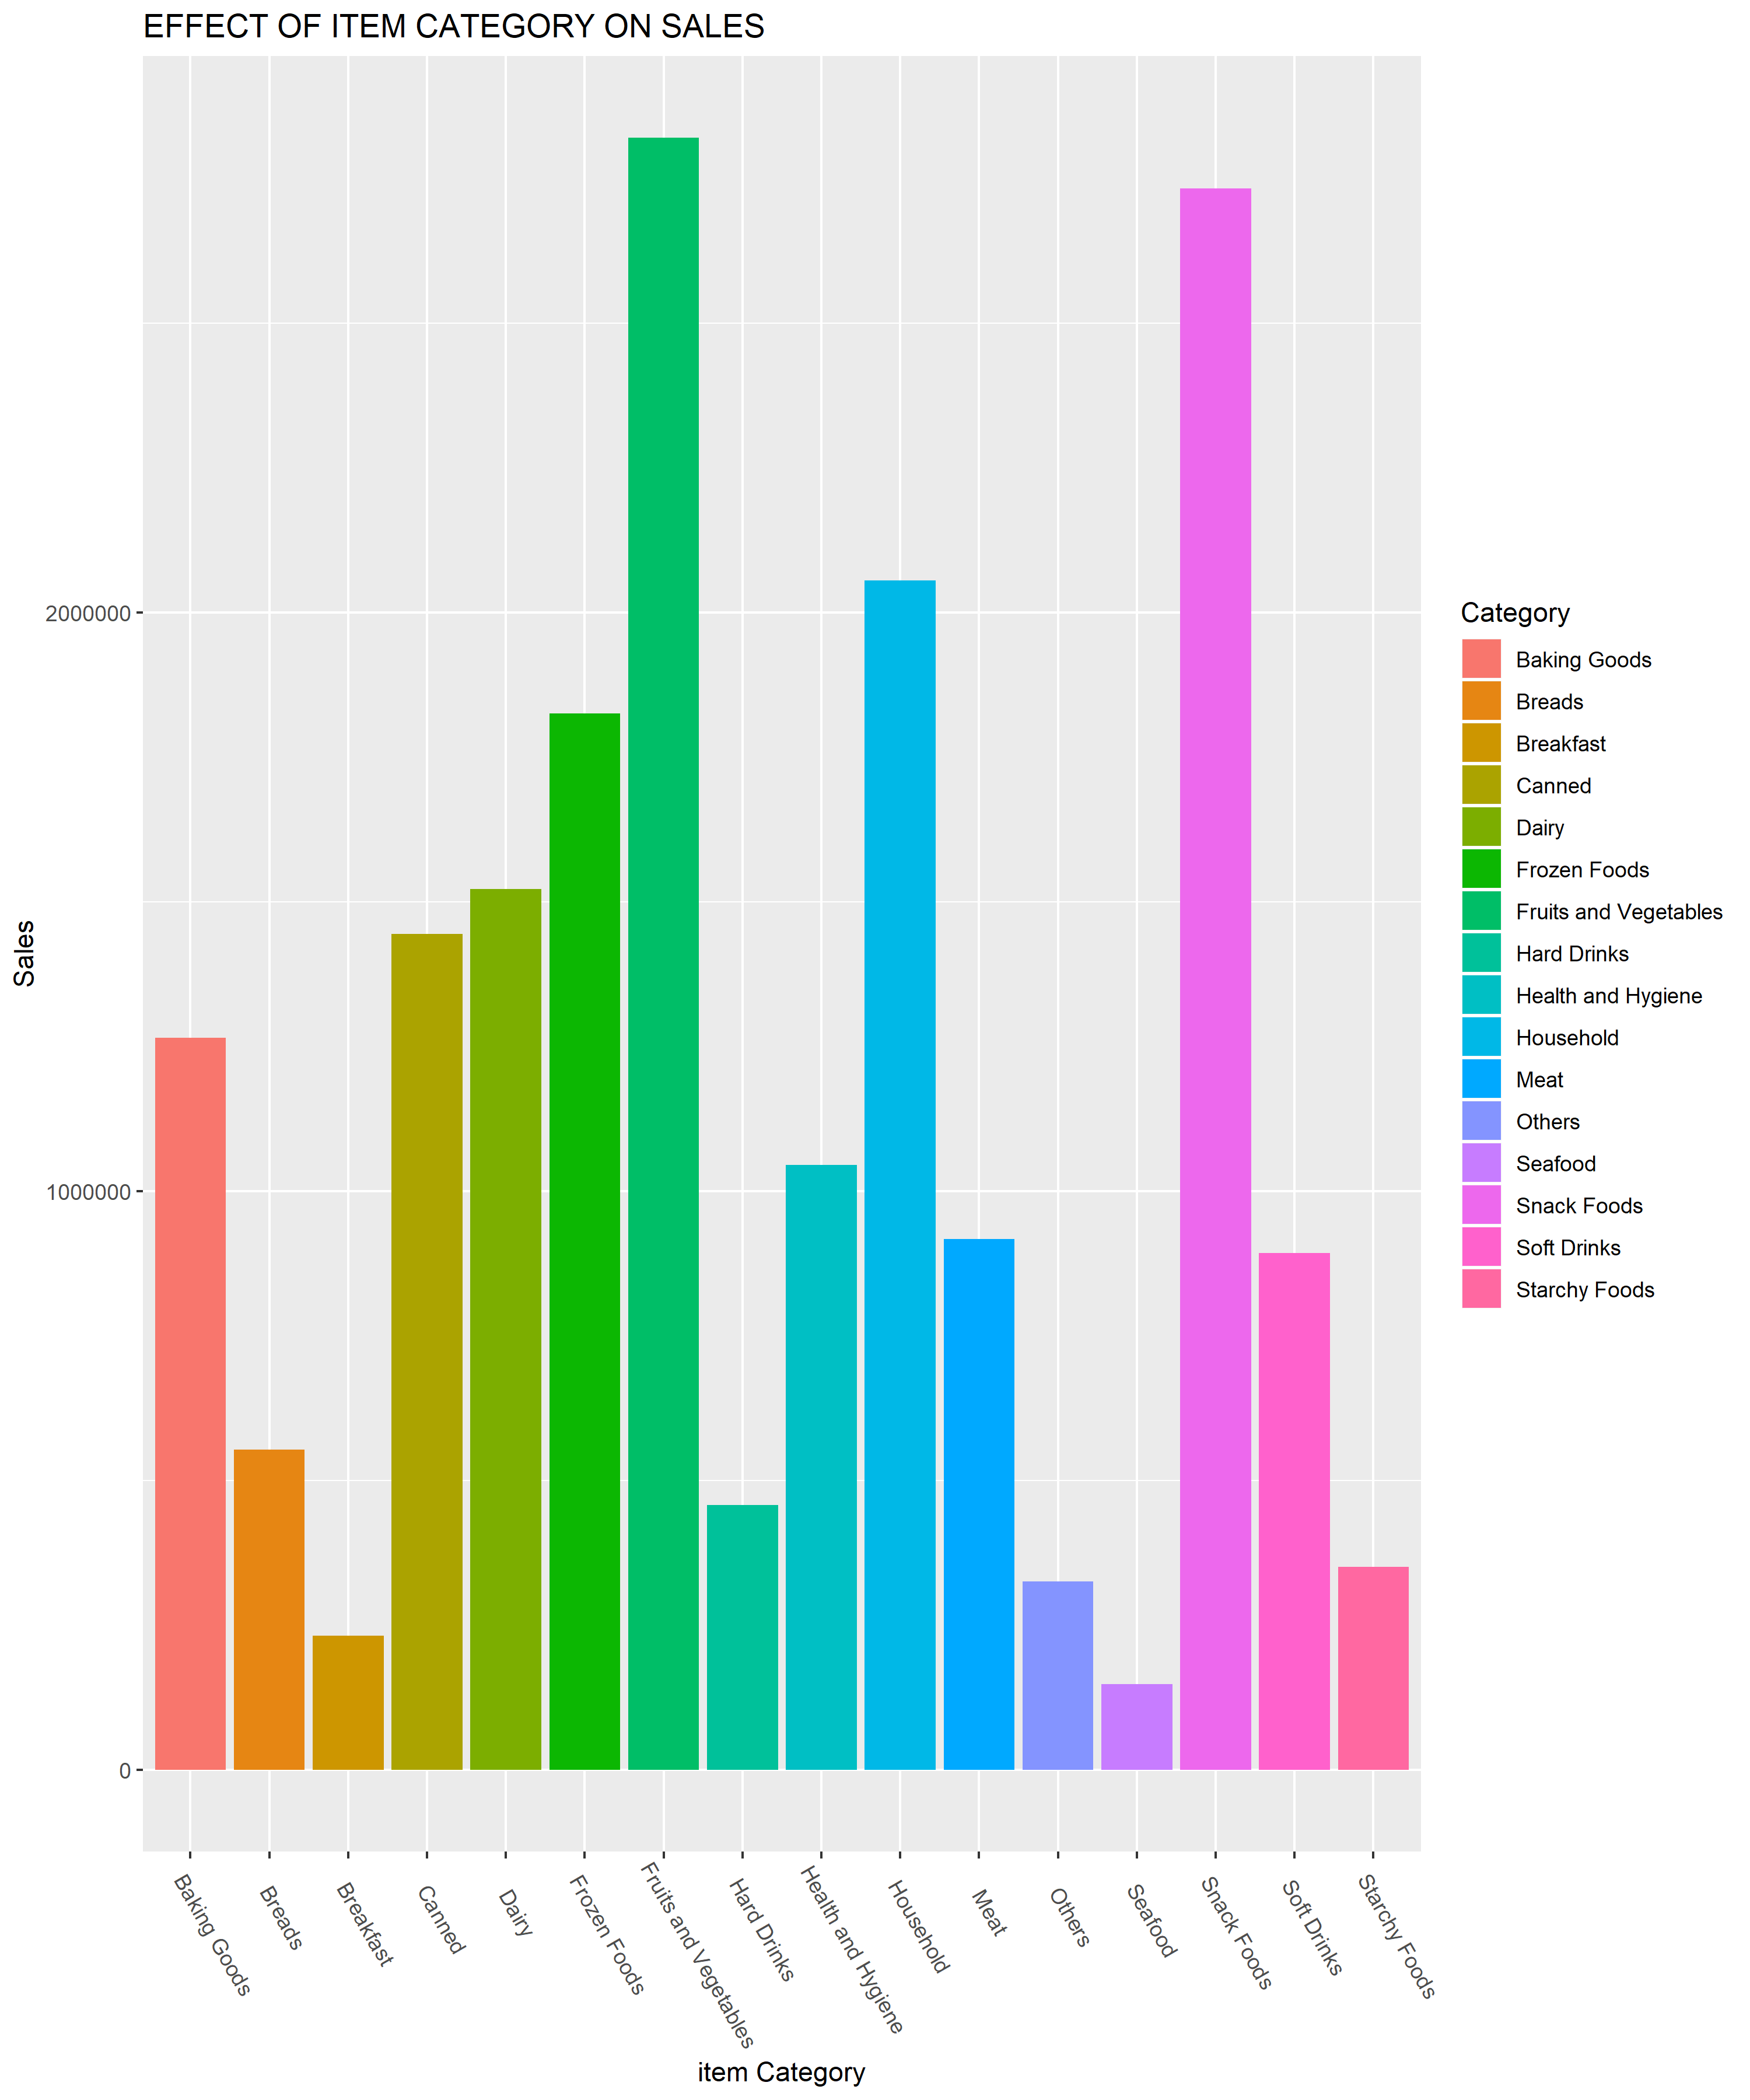 EFFECT OF ITEM CATEGORY ON SALES
Sales
2000000
1000000
0
Baking Goods
Breads
Breakfast
Canned
Dairy
Frozen Foods
Fruits and Vegetables
Hard Drinks
Health and Hygiene
Household
Meat
Others
Seafood
Snack Foods
Soft Drinks
Starchy Foods
item Category
Category
Baking Goods
Breads
Breakfast
Canned
Dairy
Frozen Foods
Fruits and Vegetables
Hard Drinks
Health and Hygiene
Household
Meat
Others
Seafood
Snack Foods
Soft Drinks
Starchy Foods